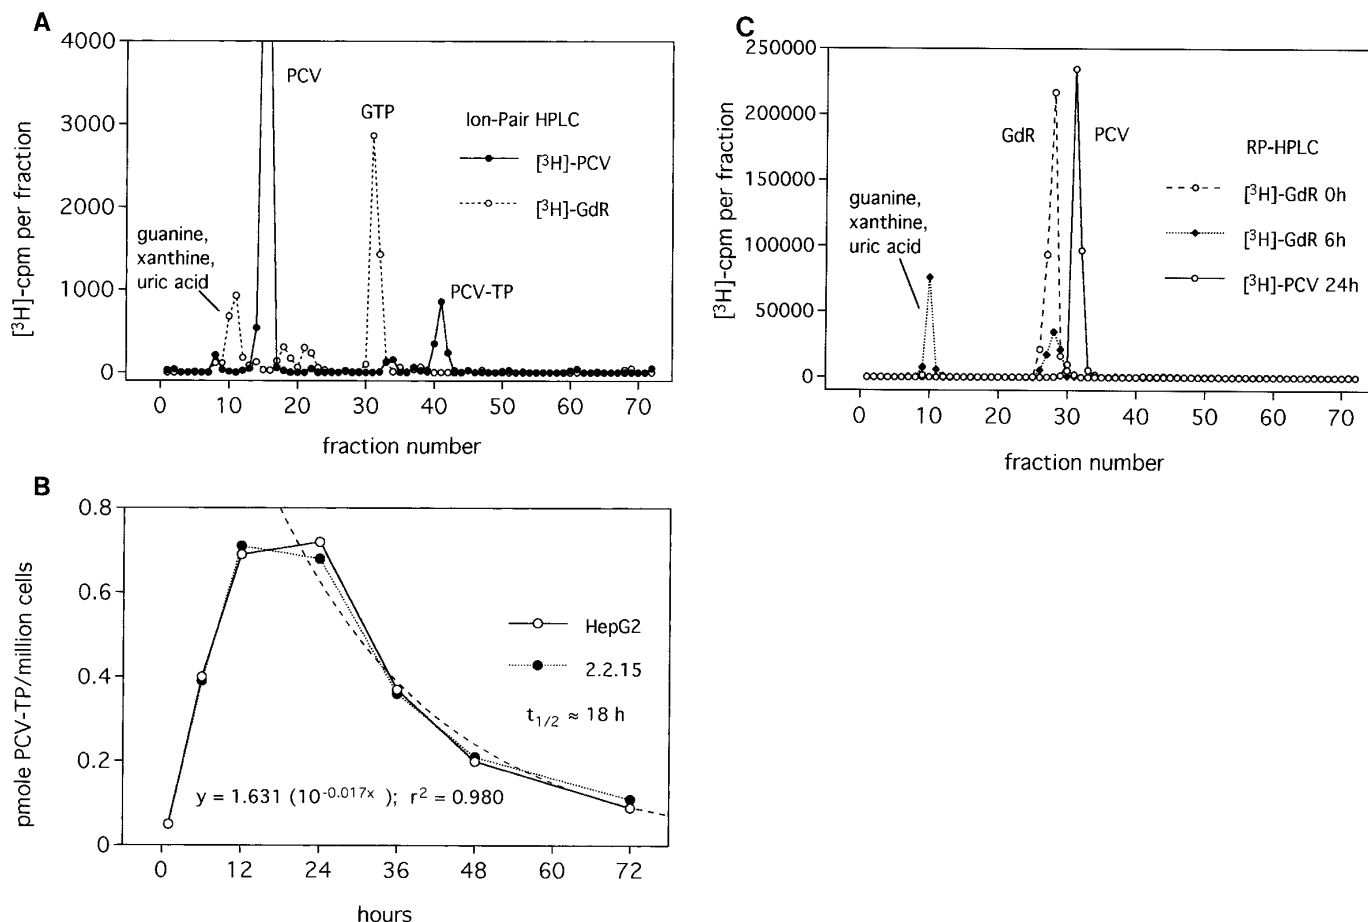 A
4000
3000
2000
1000
0
[³H]-cpm per fraction
PCV
GTP
PCV-TP
guanine,
xanthine,
uric acid
Ion-Pair HPLC
[³H]-PCV
[³H]-GdR
0 10 20 30 40 50 60 70
fraction number
C
250000
200000
150000
100000
50000
0
[³H]-cpm per fraction
GdR
PCV
guanine,
xanthine,
uric acid
RP-HPLC
[³H]-GdR 0h
[³H]-GdR 6h
[³H]-PCV 24h
0 10 20 30 40 50 60 70
fraction number
B
0.8
0.6
0.4
0.2
0
pmole PCV-TP/million cells
HepG2
2.2.15
t1/2 ≈ 18 h
y = 1.631 (10^-0.017x ); r² = 0.980
0 12 24 36 48 60 72
hours